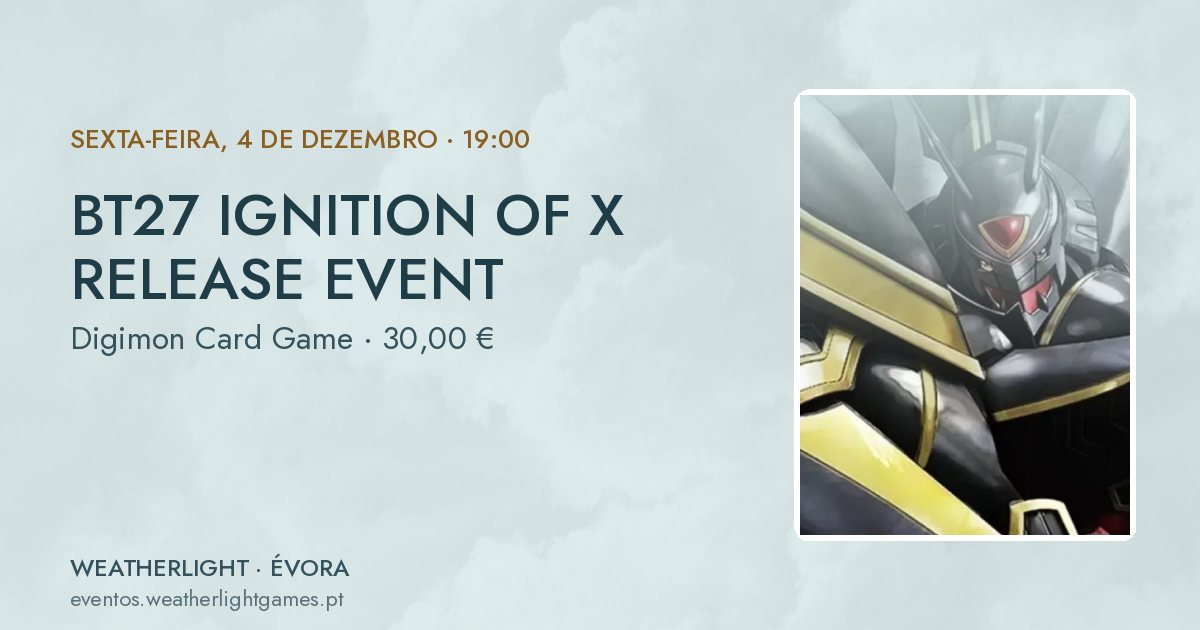 SEXTA-FEIRA, 4 DE DEZEMBRO · 19:00
BT27 IGNITION OF X
RELEASE EVENT
Digimon Card Game · 30,00 €
WEATHERLIGHT · ÉVORA
eventos.weatherlightgames.pt